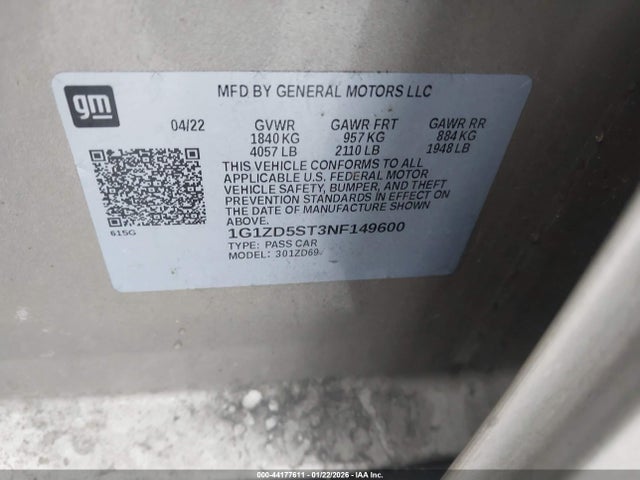 gm
MFD BY GENERAL MOTORS LLC
04/22 GVWR GAWR FRT GAWR RR
1840 KG 957 KG 884 KG
4057 LB 2110 LB 1948 LB
THIS VEHICLE CONFORMS TO ALL
APPLICABLE U.S. FEDERAL MOTOR
VEHICLE SAFETY, BUMPER, AND THEFT
PREVENTION STANDARDS IN EFFECT ON
THE DATE OF MANUFACTURE SHOWN
ABOVE.
615G
1G1ZD5ST3NF149600
TYPE: PASS CAR
MODEL: 301ZD69
000-44177611 - 01/22/2026 - IAA Inc.